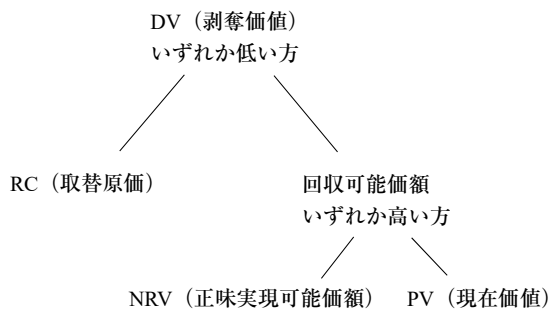 DV（剥奪価値）
いずれか低い方
RC（取替原価）
回収可能価額
いずれか高い方
NRV（正味実現可能価額）
PV（現在価値）